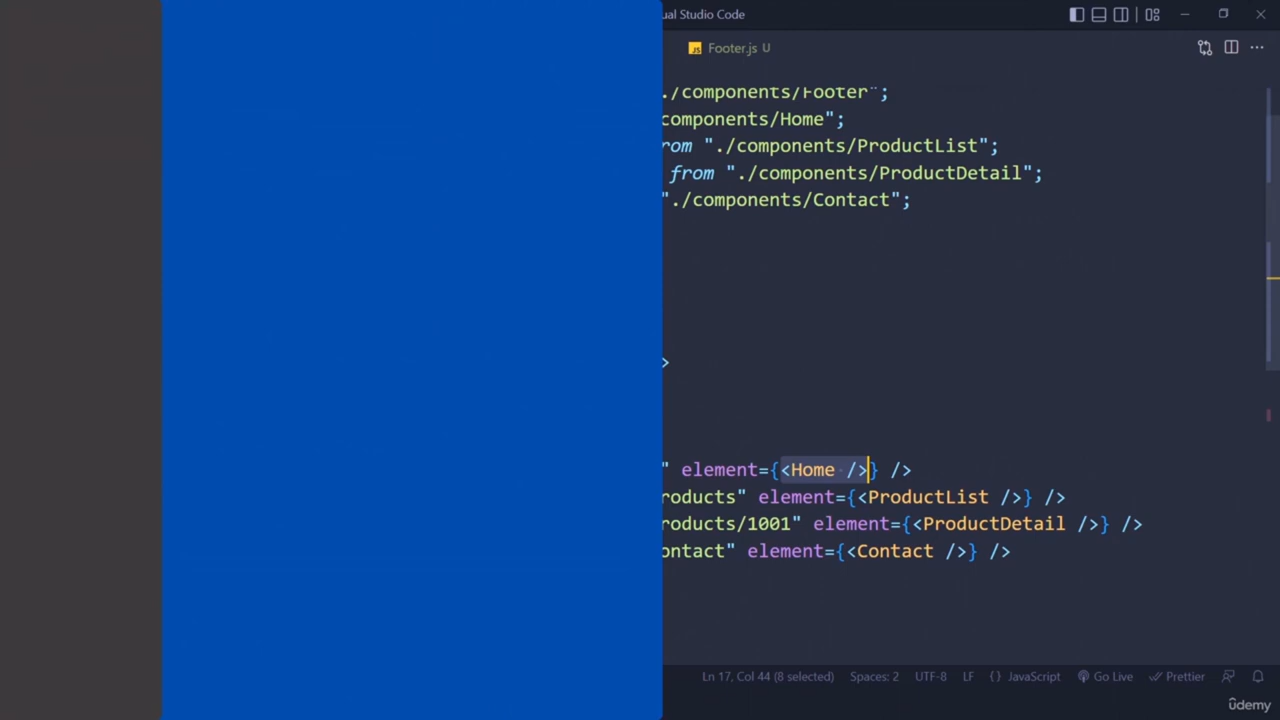 ual Studio Code
JS Footer.js U
./components/Footer";
components/Home";
rom "./components/ProductList";
from "./components/ProductDetail";
"./components/Contact";
>
" element={<Home />} />
roducts" element={<ProductList />} />
roducts/1001" element={<ProductDetail />} />
ontact" element={<Contact />} />
Ln 17, Col 44 (8 selected) Spaces: 2 UTF-8 LF {} JavaScript Go Live Prettier
ûdemy